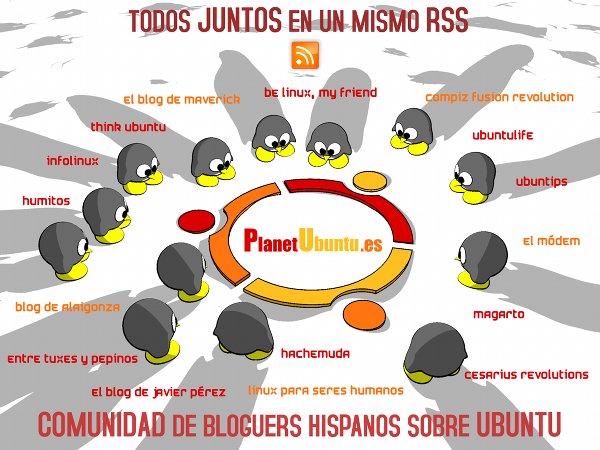 TODOS JUNTOS EN UN MISMO RSS
BE LINUX, MY FRIEND
EL BLOG DE MAVERICK
COMPIZ FUSION REVOLUTION
THINK UBUNTU
UBUNTULIFE
INFOLINUX
UBUNTIPS
HUMITOS
PlanetUbuntu.es
EL MÓDEM
BLOG DE ALAIGONZA
MAGARTO
ENTRE TUXES Y PEPINOS
HACHEMUDA
CESARIUS REVOLUTIONS
EL BLOG DE JAVIER PÉREZ
LINUX PARA SERES HUMANOS
COMUNIDAD DE BLOGUERS HISPANOS SOBRE UBUNTU